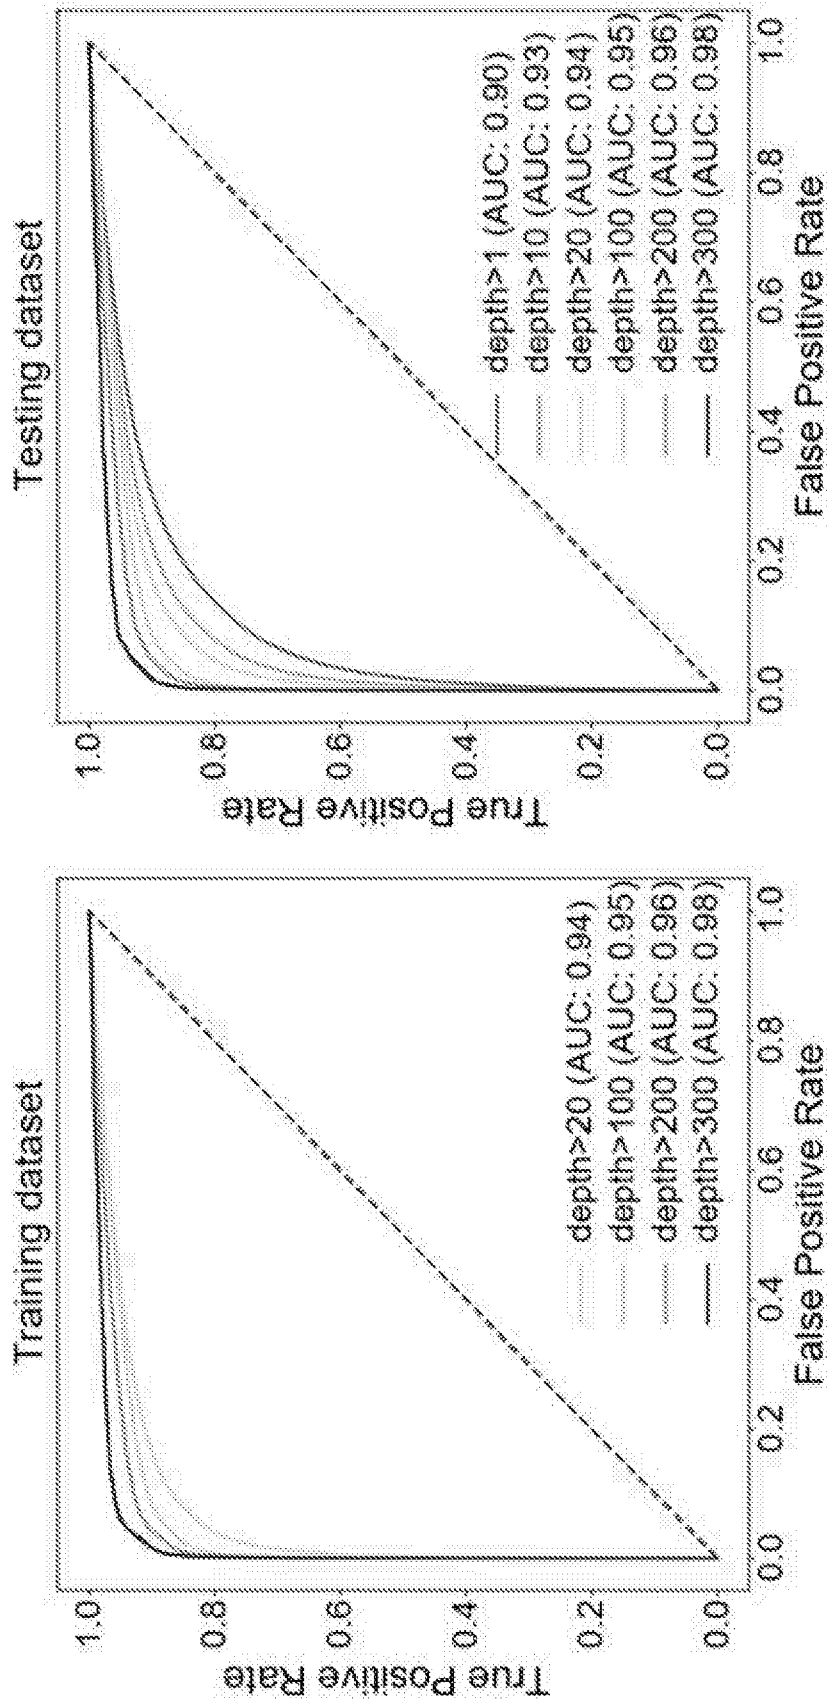 Training dataset
True Positive Rate
1.0
0.8
0.6
0.4
0.2
0.0
depth>20 (AUC: 0.94)
depth>100 (AUC: 0.95)
depth>200 (AUC: 0.96)
depth>300 (AUC: 0.98)
0.0 0.2 0.4 0.6 0.8 1.0
False Positive Rate
Testing dataset
True Positive Rate
1.0
0.8
0.6
0.4
0.2
0.0
depth>1 (AUC: 0.90)
depth>10 (AUC: 0.93)
depth>20 (AUC: 0.94)
depth>100 (AUC: 0.95)
depth>200 (AUC: 0.96)
depth>300 (AUC: 0.98)
0.0 0.2 0.4 0.6 0.8 1.0
False Positive Rate